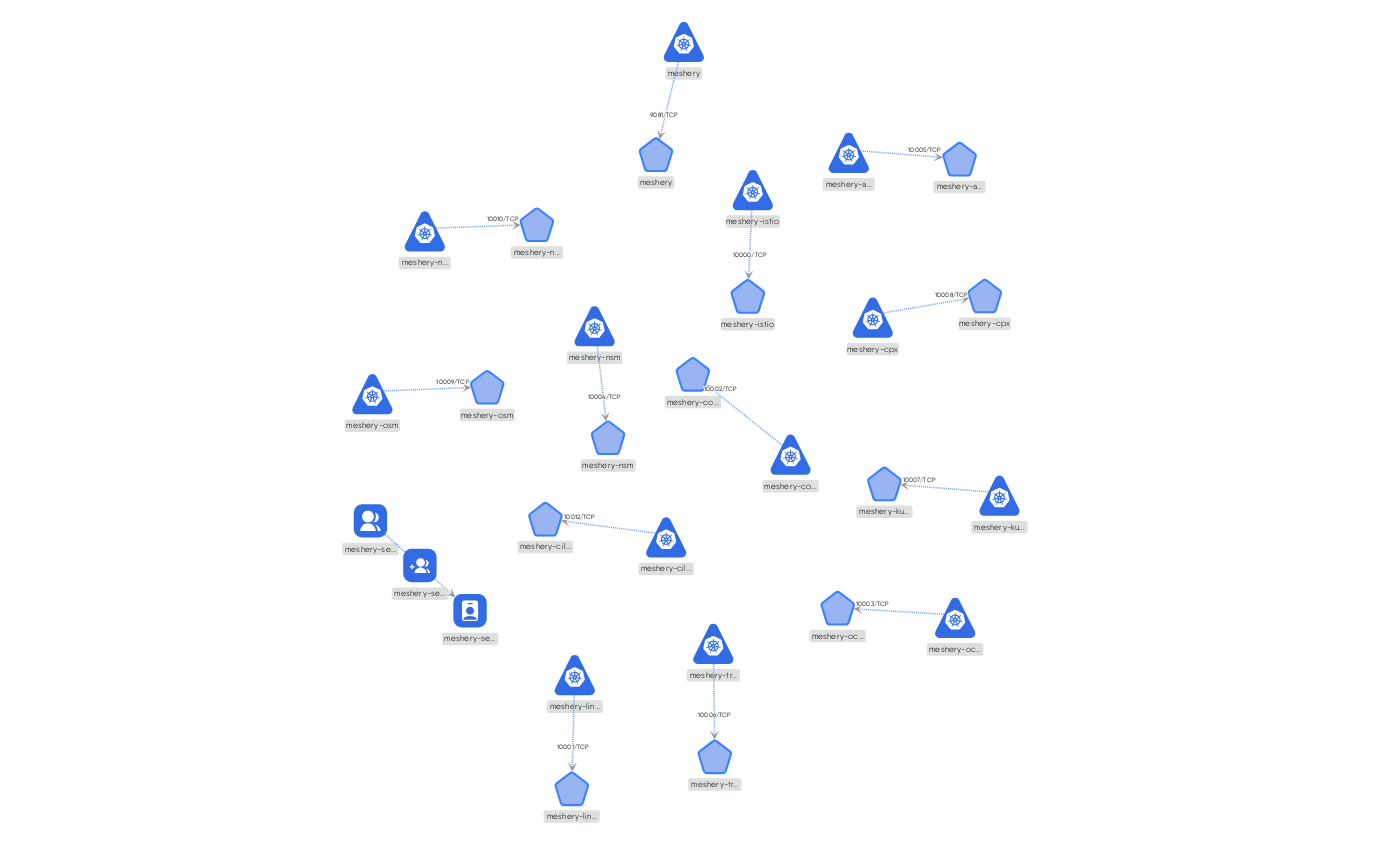 meshery
9081/TCP
meshery
10005/TCP
meshery-a...
meshery-a...
meshery-istio
10010/TCP
meshery-n...
meshery-n...
10000/TCP
meshery-istio
10008/TCP
meshery-cpx
meshery-cpx
meshery-nsm
10009/TCP
meshery-osm
meshery-osm
10004/TCP
meshery-nsm
10002/TCP
meshery-co...
meshery-co...
10007/TCP
meshery-ku...
meshery-ku...
10012/TCP
meshery-cil...
meshery-cil...
meshery-se...
meshery-se...
meshery-se...
10003/TCP
meshery-oc...
meshery-oc...
meshery-tr...
10006/TCP
meshery-tr...
meshery-lin...
10001/TCP
meshery-lin...